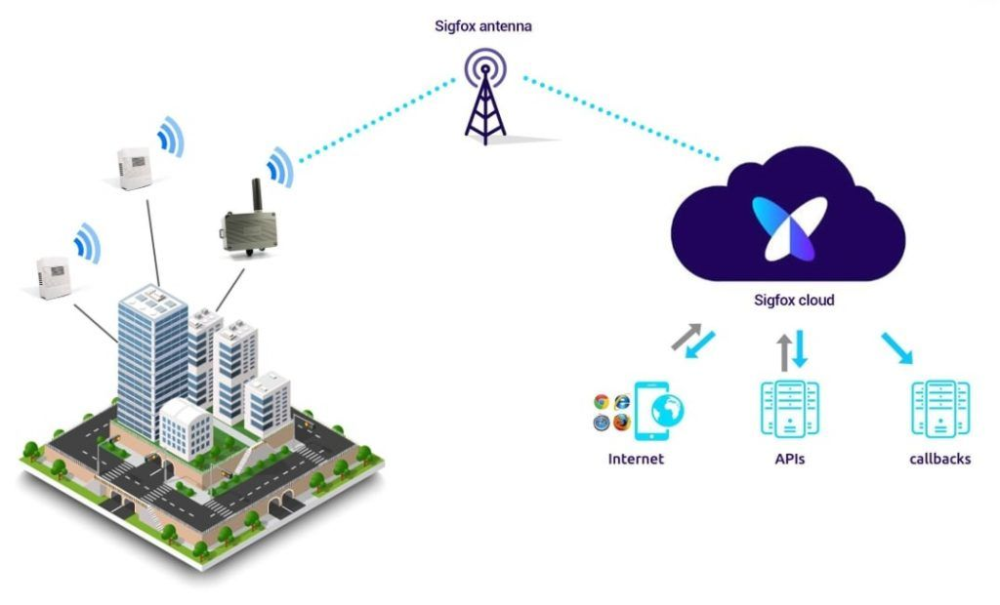 Sigfox antenna
Sigfox cloud
Internet
APIs
callbacks